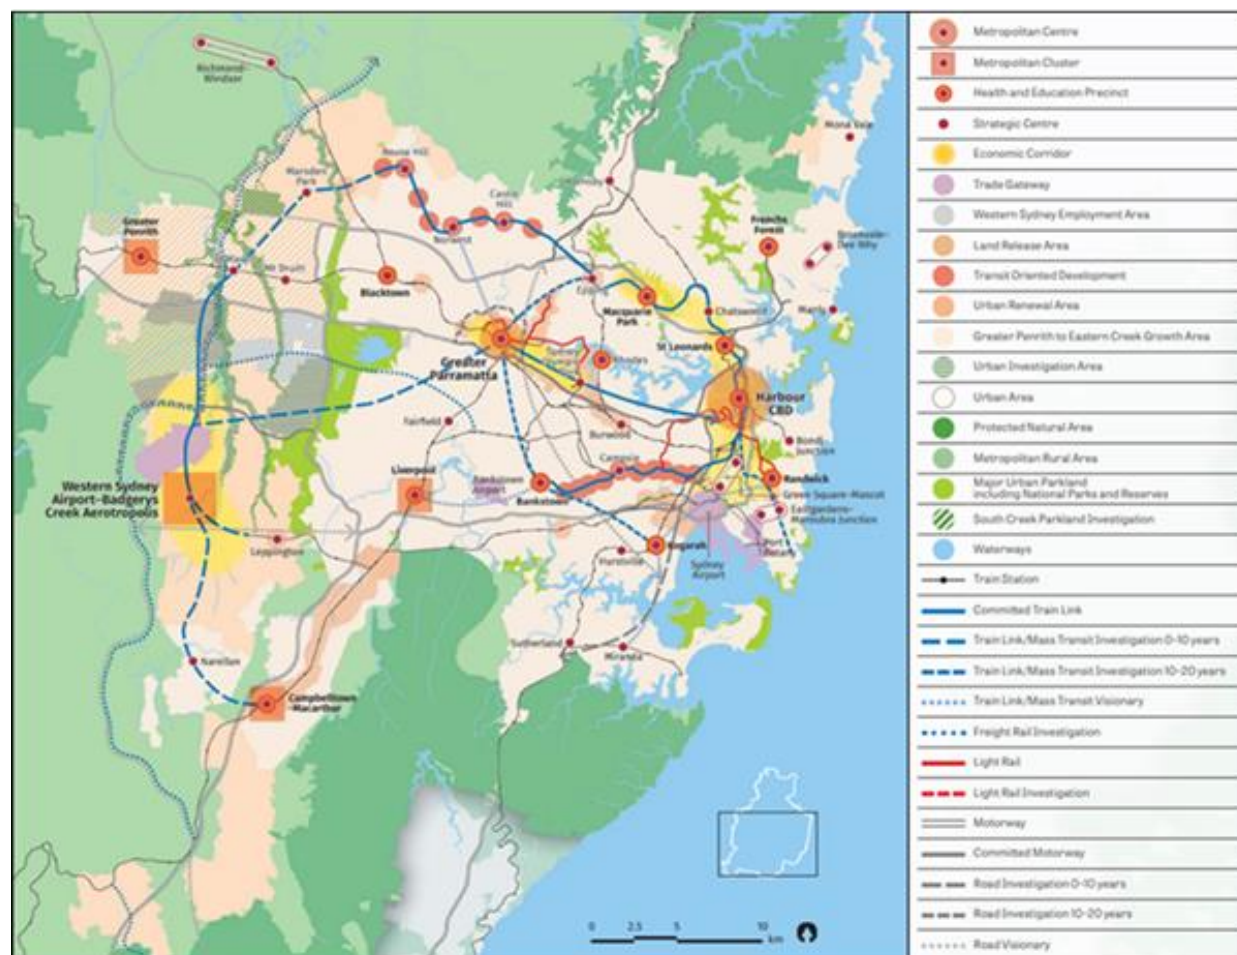 Richmond-
Windsor
Mona Vale
Rouse Hill
Marsden
Park
Hornsby
Castle
Hill
Greater
Penrith
Frenchs
Forest
Brookvale-
Dee Why
Norwest
Mt Druitt
Blacktown
Epping
Macquarie
Park
Chatswood
Manly
St Leonards
Greater
Parramatta
Rhodes
Harbour
CBD
Fairfield
Burwood
Bondi
Junction
Liverpool
Campsie
Western Sydney
Airport-Badgerys
Creek Aerotropolis
Bankstown
Airport
Bankstown
Randwick
Green Square-Mascot
Eastgardens-
Maroubra Junction
Leppington
Kogarah
Port
Botany
Hurstville
Sydney
Airport
Sutherland
Miranda
Narellan
Campbelltown
-Macarthur
0 2.5 5 10
km
Metropolitan Centre
Metropolitan Cluster
Health and Education Precinct
Strategic Centre
Economic Corridor
Trade Gateway
Western Sydney Employment Area
Land Release Area
Transit Oriented Development
Urban Renewal Area
Greater Penrith to Eastern Creek Growth Area
Urban Investigation Area
Urban Area
Protected Natural Area
Metropolitan Rural Area
Major Urban Parkland
including National Parks and Reserves
South Creek Parkland Investigation
Waterways
Train Station
Committed Train Link
Train Link/Mass Transit Investigation 0-10 years
Train Link/Mass Transit Investigation 10-20 years
Train Link/Mass Transit Visionary
Freight Rail Investigation
Light Rail
Light Rail Investigation
Motorway
Committed Motorway
Road Investigation 0-10 years
Road Investigation 10-20 years
Road Visionary